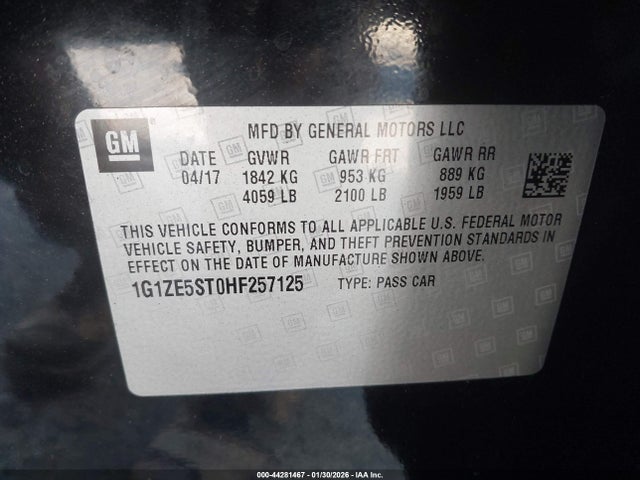 GM
MFD BY GENERAL MOTORS LLC
DATE GVWR GAWR FRT GAWR RR
04/17 1842 KG 953 KG 889 KG
4059 LB 2100 LB 1959 LB
THIS VEHICLE CONFORMS TO ALL APPLICABLE U.S. FEDERAL MOTOR
VEHICLE SAFETY, BUMPER, AND THEFT PREVENTION STANDARDS IN
EFFECT ON THE DATE OF MANUFACTURE SHOWN ABOVE.
1G1ZE5ST0HF257125 TYPE: PASS CAR
000-44281467 - 01/30/2026 - IAA Inc.